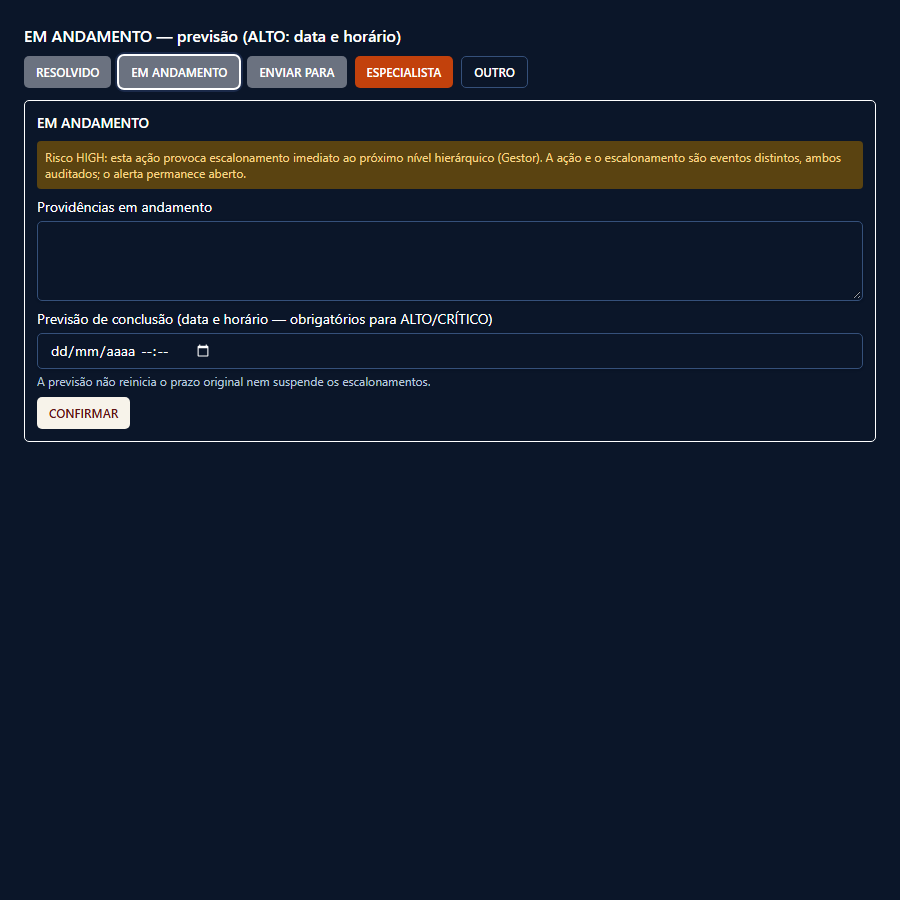 EM ANDAMENTO — previsão (ALTO: data e horário)
RESOLVIDO
EM ANDAMENTO
ENVIAR PARA
ESPECIALISTA
OUTRO
EM ANDAMENTO
Risco HIGH: esta ação provoca escalonamento imediato ao próximo nível hierárquico (Gestor). A ação e o escalonamento são eventos distintos, ambos
auditados; o alerta permanece aberto.
Providências em andamento
Previsão de conclusão (data e horário — obrigatórios para ALTO/CRÍTICO)
dd/mm/aaaa --:--
A previsão não reinicia o prazo original nem suspende os escalonamentos.
CONFIRMAR